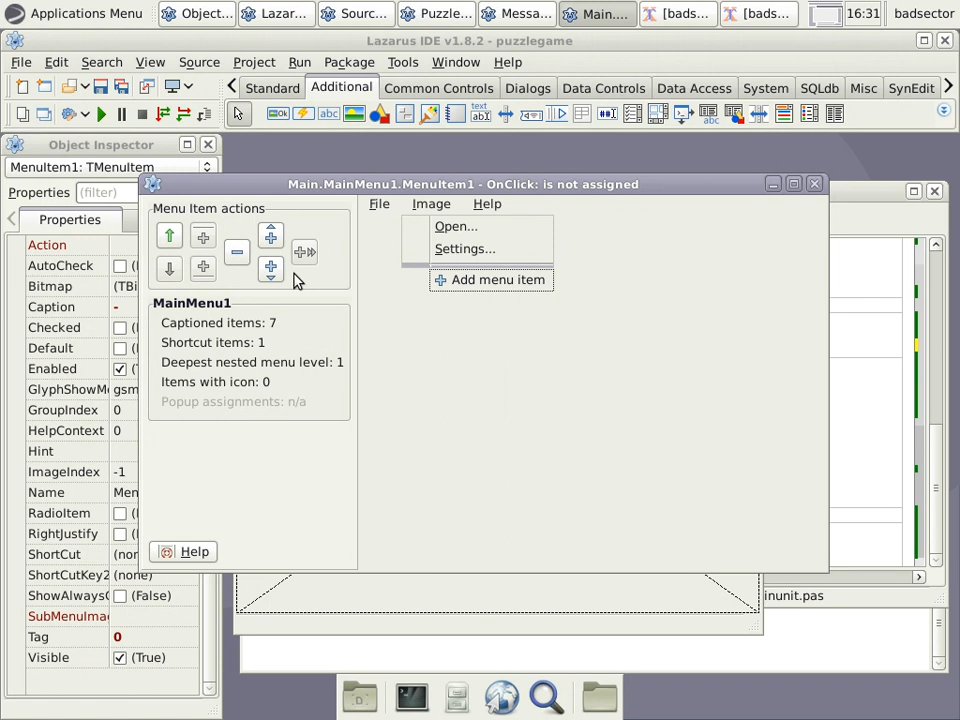 Applications Menu
Object...
Lazar...
Sourc...
Puzzle...
Messa...
Main....
[bads...
[bads...
16:31
badsector
Lazarus IDE v1.8.2 - puzzlegame
File Edit Search View Source Project Run Package Tools Window Help
Standard Additional Common Controls Dialogs Data Controls Data Access System SQLdb Misc SynEdit
Object Inspector
MenuItem1: TMenuItem
Properties (filter)
Properties
Action
AutoCheck
Bitmap (TBi
Caption -
Checked
Default
Enabled
GlyphShowMo gsm
GroupIndex 0
HelpContext 0
Hint
ImageIndex -1
Name Men
RadioItem
RightJustify
ShortCut (nor
ShortCutKey2 (none)
ShowAlways (False)
SubMenuImag
Tag 0
Visible (True)
Main.MainMenu1.MenuItem1 - OnClick: is not assigned
Menu Item actions
MainMenu1
Captioned items: 7
Shortcut items: 1
Deepest nested menu level: 1
Items with icon: 0
Popup assignments: n/a
Help
File Image Help
Open...
Settings...
Add menu item
inunit.pas